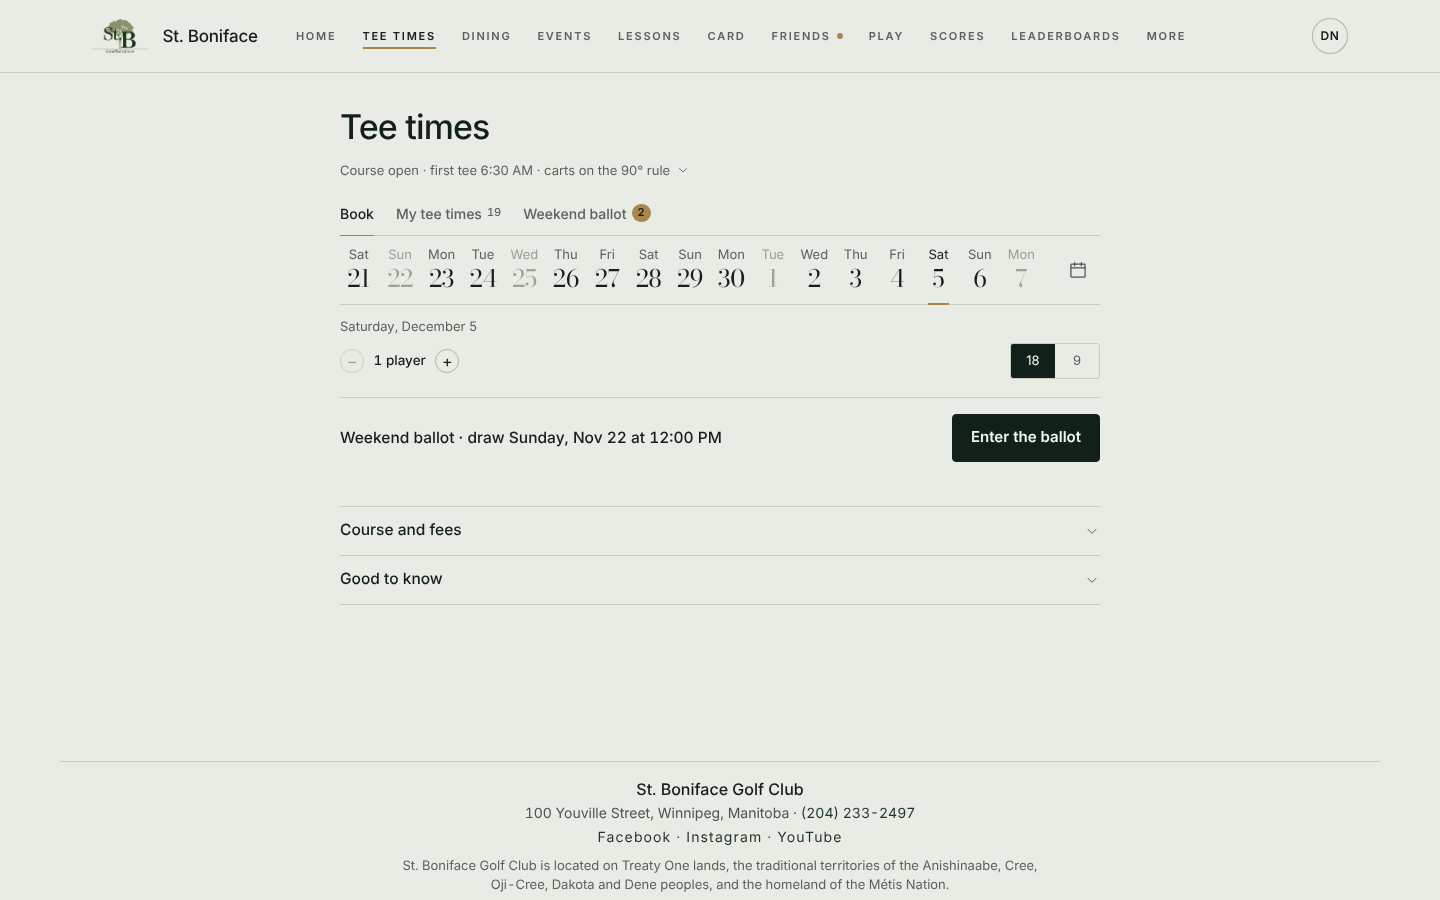 StB
St. Boniface
HOME
TEE TIMES
DINING
EVENTS
LESSONS
CARD
FRIENDS
PLAY
SCORES
LEADERBOARDS
MORE
DN
Tee times
Course open · first tee 6:30 AM · carts on the 90° rule
Book
My tee times 19
Weekend ballot 2
Sat Sun Mon Tue Wed Thu Fri Sat Sun Mon Tue Wed Thu Fri Sat Sun Mon
21 22 23 24 25 26 27 28 29 30 1 2 3 4 5 6 7
Saturday, December 5
− 1 player +
18 9
Weekend ballot · draw Sunday, Nov 22 at 12:00 PM
Enter the ballot
Course and fees
Good to know
St. Boniface Golf Club
100 Youville Street, Winnipeg, Manitoba · (204) 233-2497
Facebook · Instagram · YouTube
St. Boniface Golf Club is located on Treaty One lands, the traditional territories of the Anishinaabe, Cree,
Oji-Cree, Dakota and Dene peoples, and the homeland of the Métis Nation.